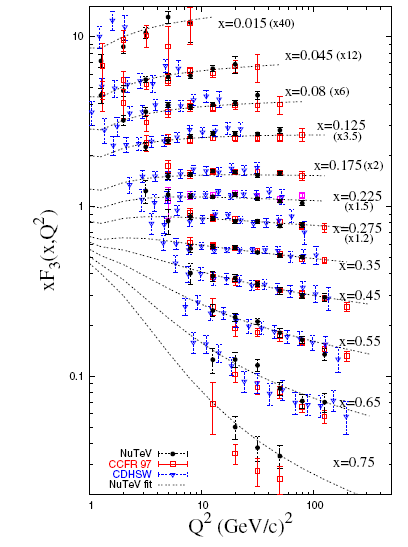 10
x=0.015 (x40)
x=0.045 (x12)
x=0.08 (x6)
x=0.125
(x3.5)
x=0.175 (x2)
1
x=0.225
(x1.5)
x=0.275
(x1.2)
x=0.35
x=0.45
x=0.55
0.1
x=0.65
x=0.75
xF3(x,Q²)
NuTeV
CCFR 97
CDHSW
NuTeV fit
1
10
100
Q² (GeV/c)²